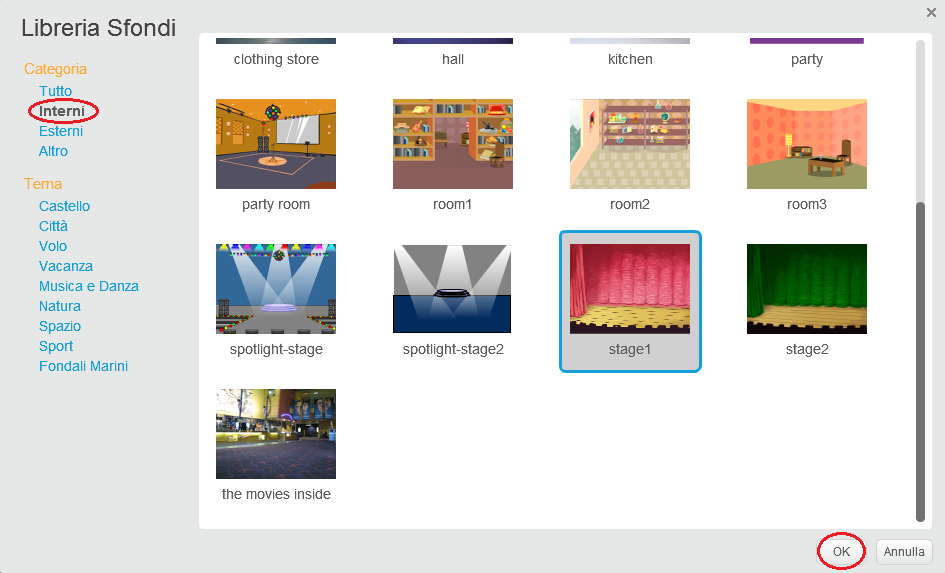 Libreria Sfondi
Categoria
Tutto
Interni
Esterni
Altro
Tema
Castello
Città
Volo
Vacanza
Musica e Danza
Natura
Spazio
Sport
Fondali Marini
clothing store
hall
kitchen
party
party room
room1
room2
room3
spotlight-stage
spotlight-stage2
stage1
stage2
the movies inside
OK
Annulla